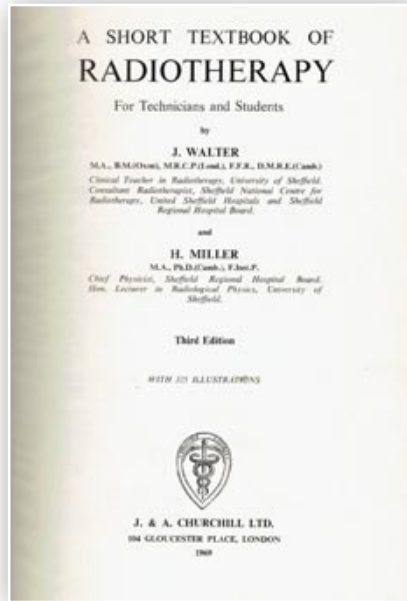 A SHORT TEXTBOOK OF
RADIOTHERAPY
For Technicians and Students
by
J. WALTER
M.A., B.M.(Oxon), M.R.C.P.(Lond.), F.F.R., D.M.R.E.(Camb.)
Clinical Teacher in Radiotherapy, University of Sheffield.
Consultant Radiotherapist, Sheffield National Centre for
Radiotherapy, United Sheffield Hospitals and Sheffield
Regional Hospital Board.
and
H. MILLER
M.A., Ph.D.(Camb.), F.Inst.P.
Chief Physicist, Sheffield Regional Hospital Board.
Hon. Lecturer in Radiological Physics, University of
Sheffield.
Third Edition
WITH ILLUSTRATIONS
J. & A. CHURCHILL LTD.
104 GLOUCESTER PLACE, LONDON
1969